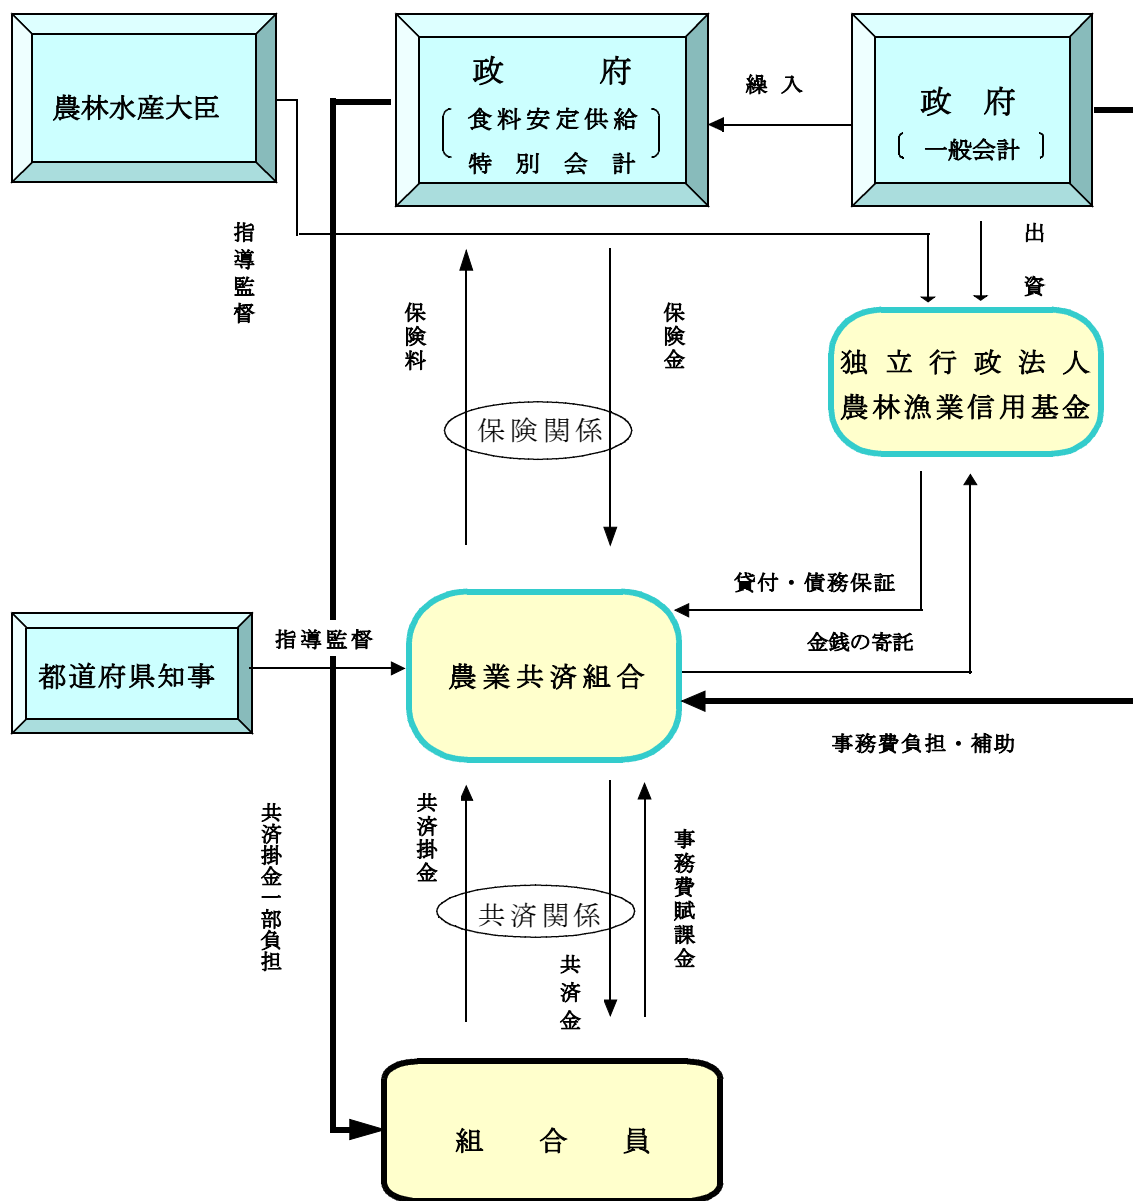 農林水産大臣
政府
食料安定供給
特別会計
繰入
政府
一般会計
指導監督
出資
保険料
保険金
独立行政法人
農林漁業信用基金
保険関係
貸付・債務保証
金銭の寄託
都道府県知事
指導監督
農業共済組合
事務費負担・補助
共済掛金一部負担
共済掛金
事務費賦課金
共済関係
共済金
組合員